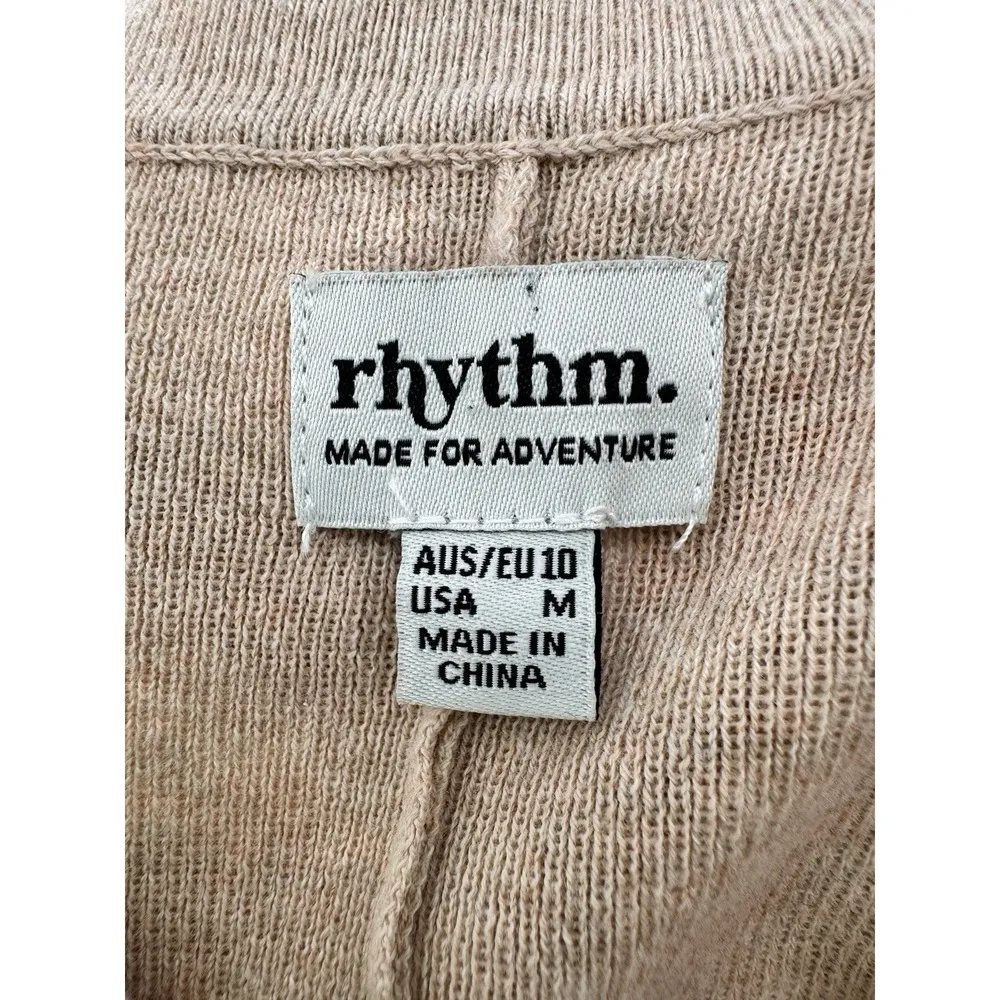 rhythm.
MADE FOR ADVENTURE
AUS/EU 10
USA M
MADE IN
CHINA